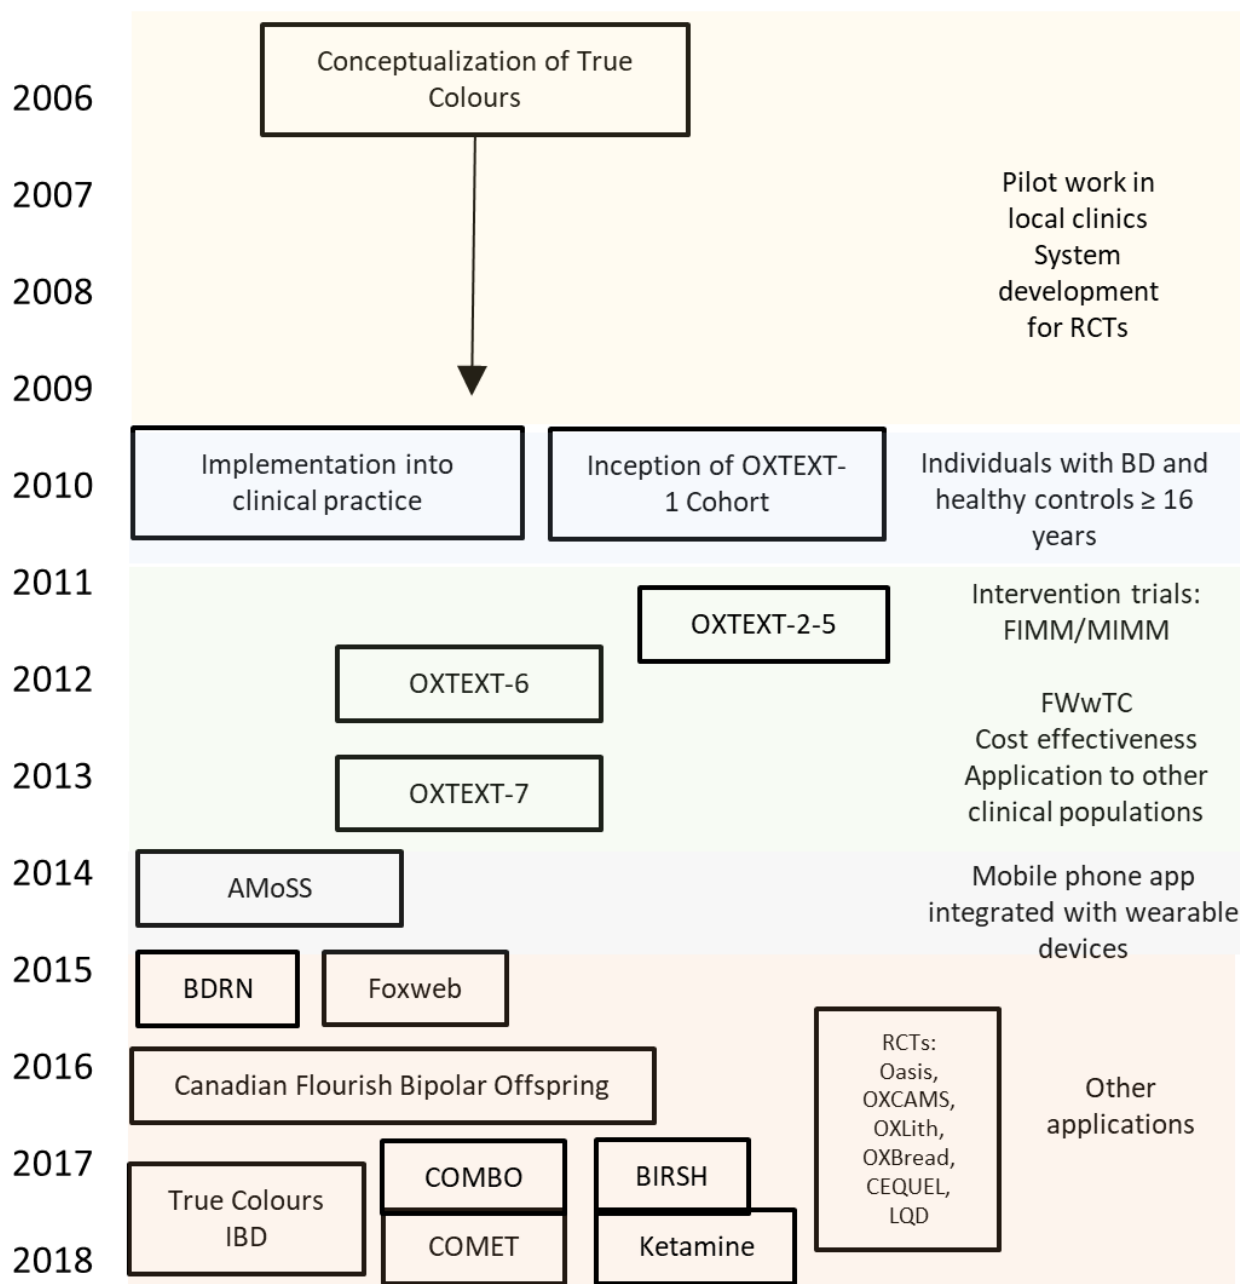 Conceptualization of True
Colours
2006
2007
Pilot work in
local clinics
System
development
for RCTs
2008
2009
2010
Implementation into
clinical practice
Inception of OXTEXT-
1 Cohort
Individuals with BD and
healthy controls ≥ 16
years
2011
OXTEXT-2-5
Intervention trials:
FIMM/MIMM
2012
OXTEXT-6
FWwTC
Cost effectiveness
Application to other
clinical populations
2013
OXTEXT-7
2014
AMoSS
Mobile phone app
integrated with wearable
devices
2015
BDRN
Foxweb
2016
Canadian Flourish Bipolar Offspring
RCTs:
Oasis,
OXCAMS,
OXLith,
OXBread,
CEQUEL,
LQD
Other
applications
2017
True Colours
IBD
COMBO
BIRSH
2018
COMET
Ketamine